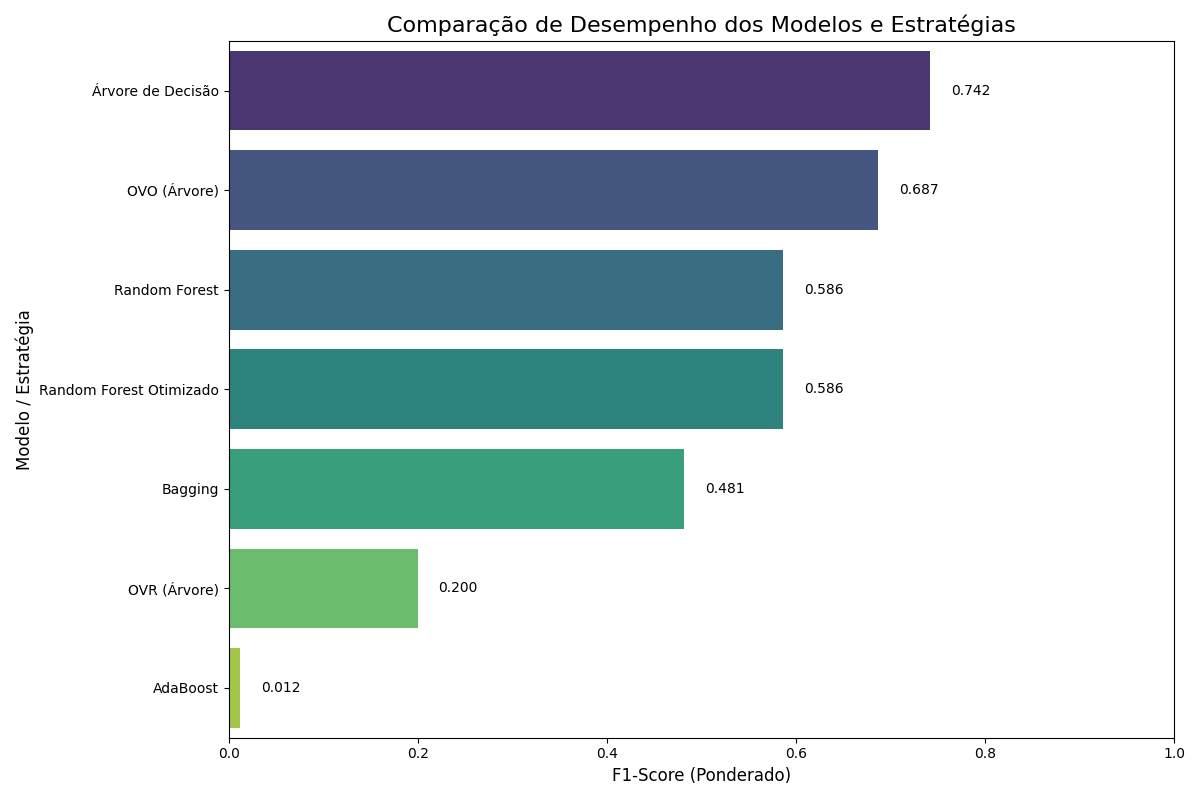 Comparação de Desempenho dos Modelos e Estratégias
Modelo / Estratégia
Árvore de Decisão
0.742
OVO (Árvore)
0.687
Random Forest
0.586
Random Forest Otimizado
0.586
Bagging
0.481
OVR (Árvore)
0.200
AdaBoost
0.012
0.0 0.2 0.4 0.6 0.8 1.0
F1-Score (Ponderado)